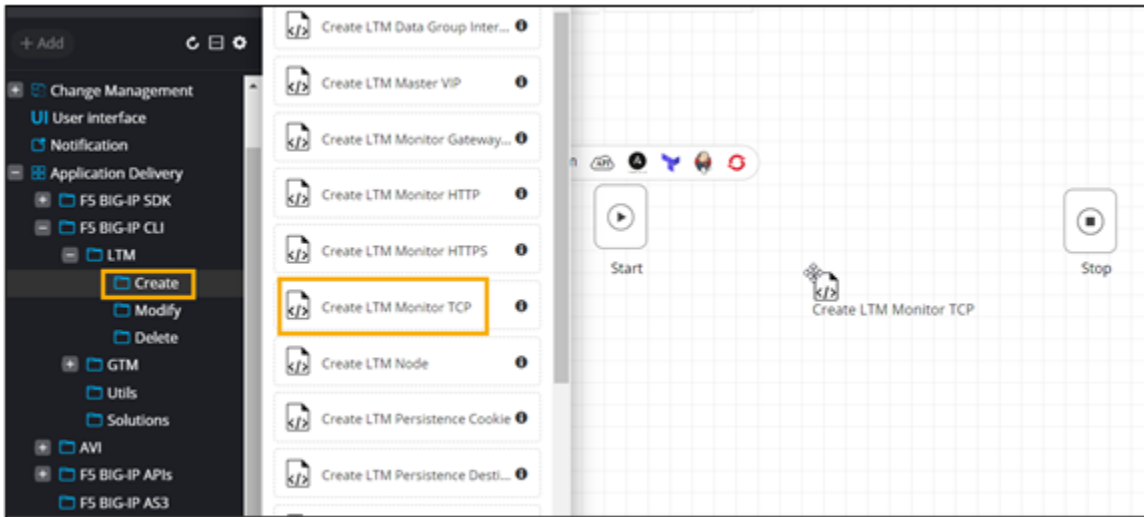 + Add
Change Management
UI User interface
Notification
Application Delivery
F5 BIG-IP SDK
F5 BIG-IP CLI
LTM
Create
Modify
Delete
GTM
Utils
Solutions
AVI
F5 BIG-IP APIs
F5 BIG-IP AS3
Create LTM Data Group Inter...
Create LTM Master VIP
Create LTM Monitor Gateway...
Create LTM Monitor HTTP
Create LTM Monitor HTTPS
Create LTM Monitor TCP
Create LTM Node
Create LTM Persistence Cookie
Create LTM Persistence Desti...
API
Start
Stop
Create LTM Monitor TCP